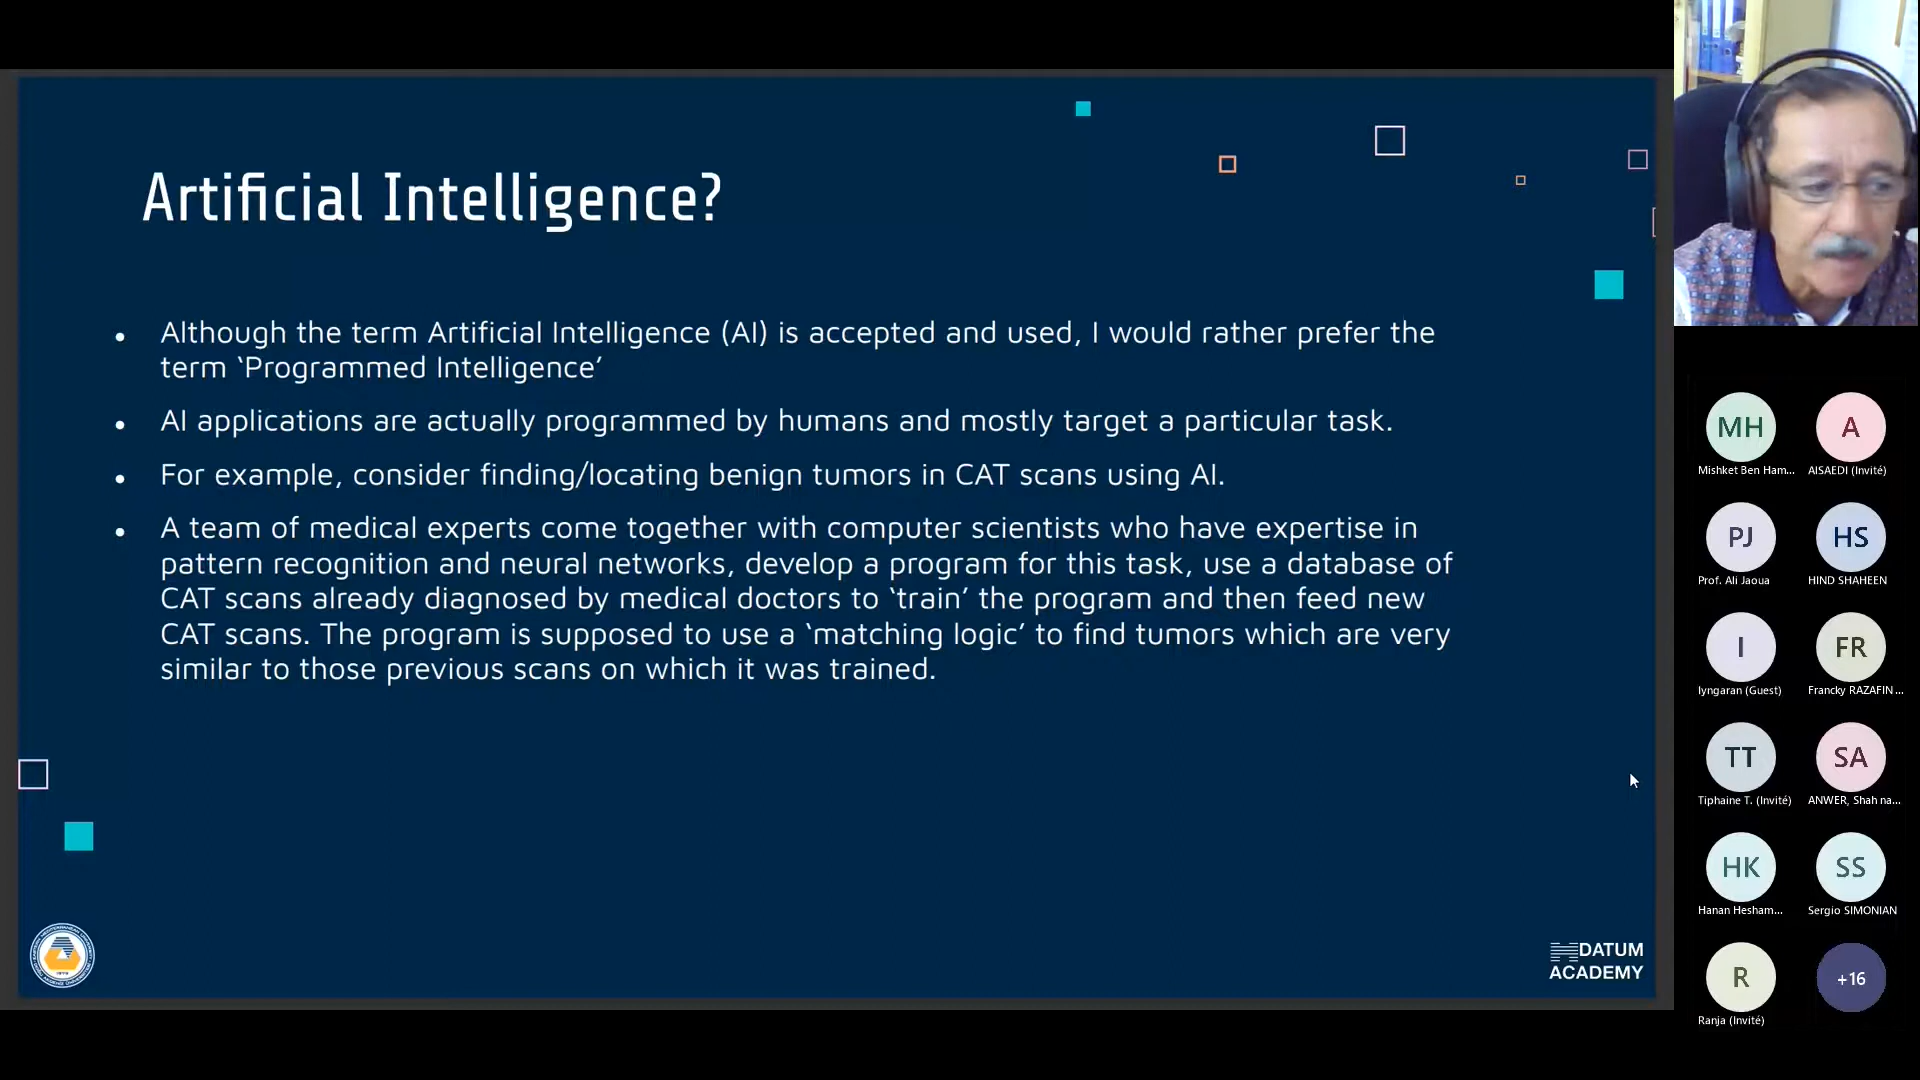 Artificial Intelligence?
• Although the term Artificial Intelligence (AI) is accepted and used, I would rather prefer the
term ‘Programmed Intelligence’
• AI applications are actually programmed by humans and mostly target a particular task.
• For example, consider finding/locating benign tumors in CAT scans using AI.
• A team of medical experts come together with computer scientists who have expertise in
pattern recognition and neural networks, develop a program for this task, use a database of
CAT scans already diagnosed by medical doctors to ‘train’ the program and then feed new
CAT scans. The program is supposed to use a ‘matching logic’ to find tumors which are very
similar to those previous scans on which it was trained.
DATUM
ACADEMY
MH
A
Mishket Ben Ham...
AISAEDI (Invité)
PJ
HS
Prof. Ali Jaoua
HIND SHAHEEN
I
FR
Iyngaran (Guest)
Francky RAZAFIN...
TT
SA
Tiphaine T. (Invité)
ANWER, Shah na...
HK
SS
Hanan Hesham...
Sergio SIMONIAN
R
+16
Ranja (Invité)